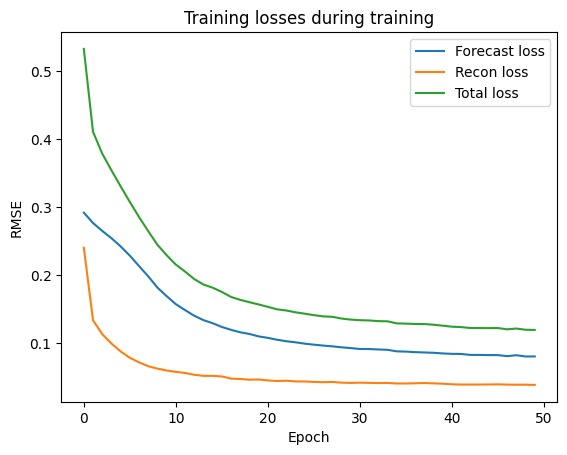 Training losses during training
Forecast loss
Recon loss
Total loss
RMSE
0.5
0.4
0.3
0.2
0.1
0 10 20 30 40 50
Epoch